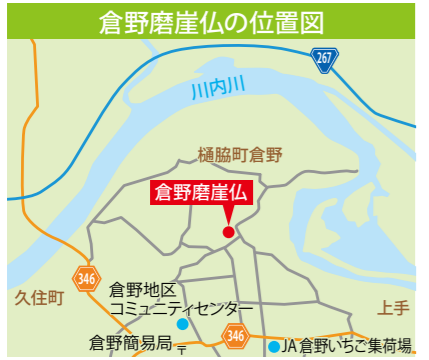 倉野磨崖仏の位置図
267
川内川
樋脇町倉野
倉野磨崖仏
346
久住町
倉野地区
コミュニティセンター
上手
倉野簡易局
〒
346
JA倉野いちご集荷場